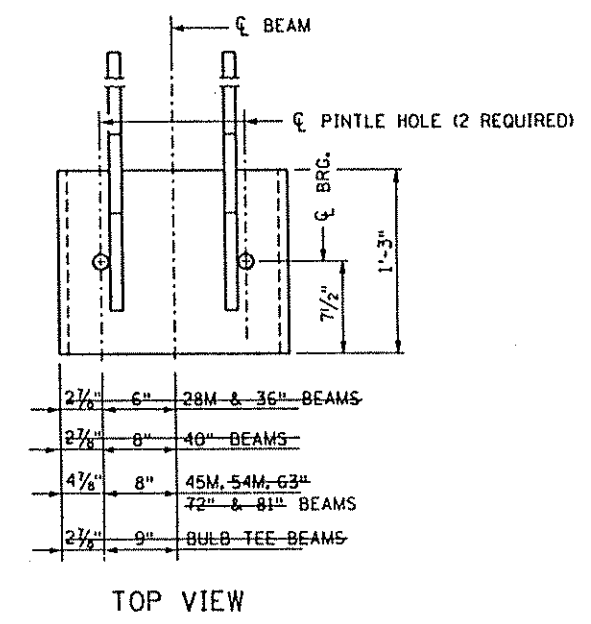 ℄ BEAM
℄ PINTLE HOLE (2 REQUIRED)
℄ BRG.
7½"
1'-3"
2⅞" 6" 28M & 36" BEAMS
2⅞" 8" 40" BEAMS
4⅞" 8" 45M, 54M, 63"
72" & 81" BEAMS
2⅞" 9" BULB TEE BEAMS
TOP VIEW